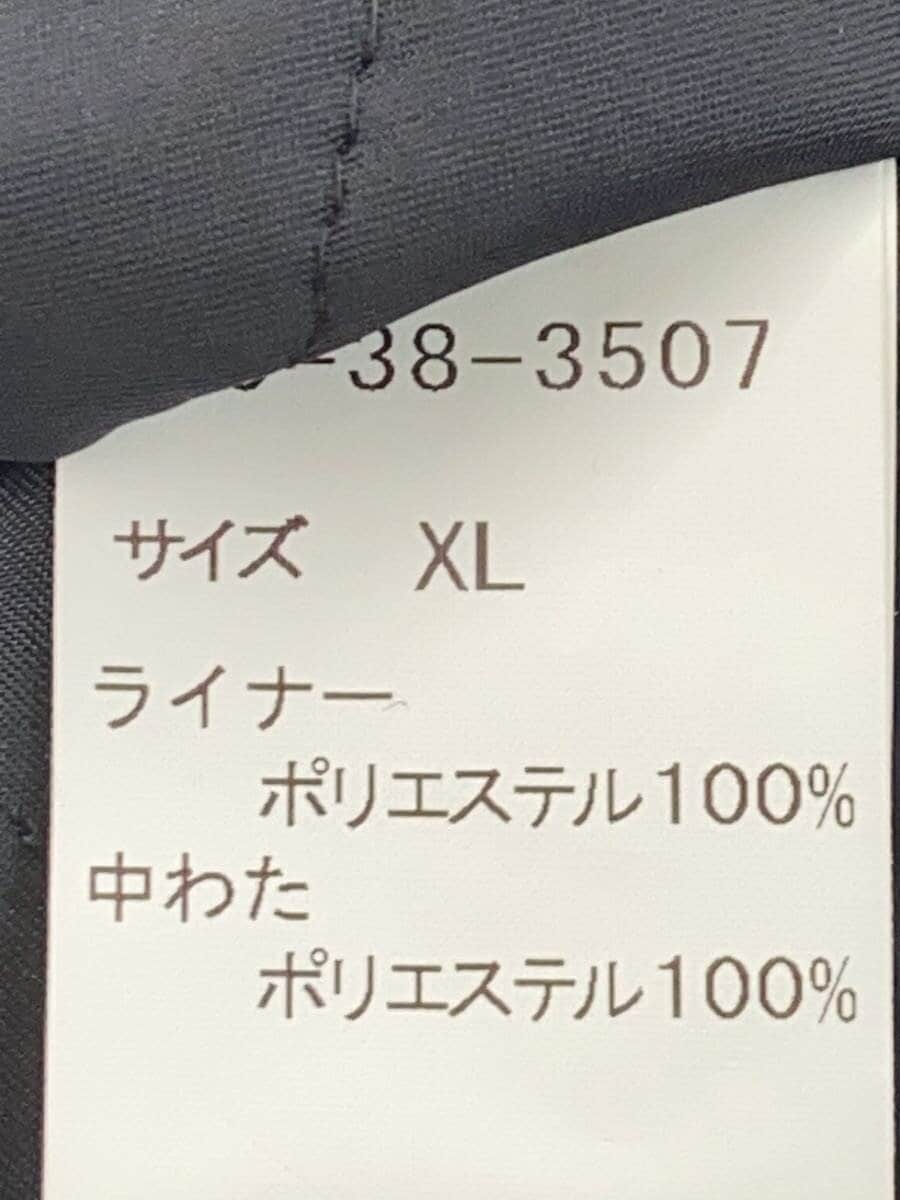 -38-3507
サイズ XL
ライナー
ポリエステル100%
中わた
ポリエステル100%